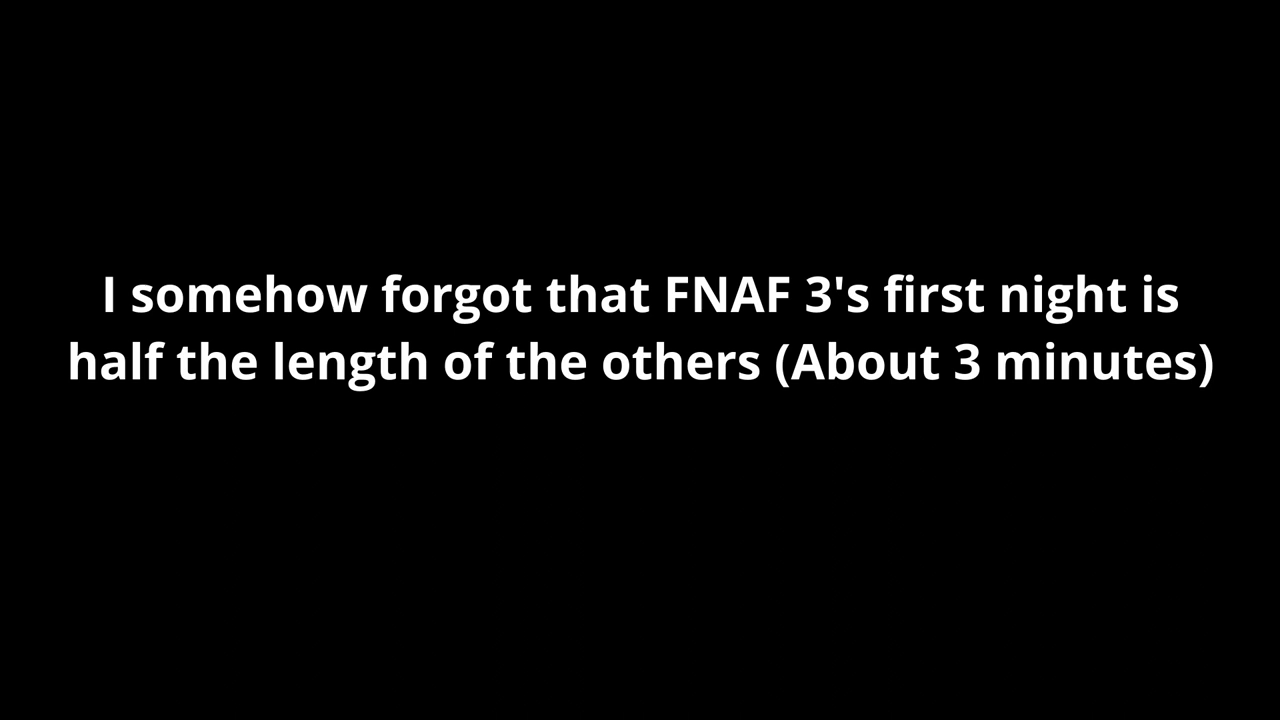 I somehow forgot that FNAF 3's first night is
half the length of the others (About 3 minutes)